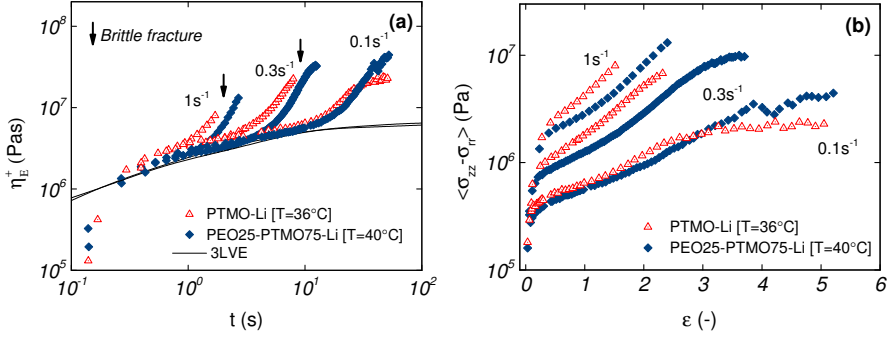 (a)
Brittle fracture
10^8
10^7
10^6
10^5
η_E^+ (Pas)
1s^-1
0.3s^-1
0.1s^-1
PTMO-Li [T=36°C]
PEO25-PTMO75-Li [T=40°C]
3LVE
10^-1 10^0 10^1 10^2
t (s)
(b)
10^7
10^6
10^5
<σ_zz-σ_rr> (Pa)
1s^-1
0.3s^-1
0.1s^-1
PTMO-Li [T=36°C]
PEO25-PTMO75-Li [T=40°C]
0 1 2 3 4 5 6
ε (-)